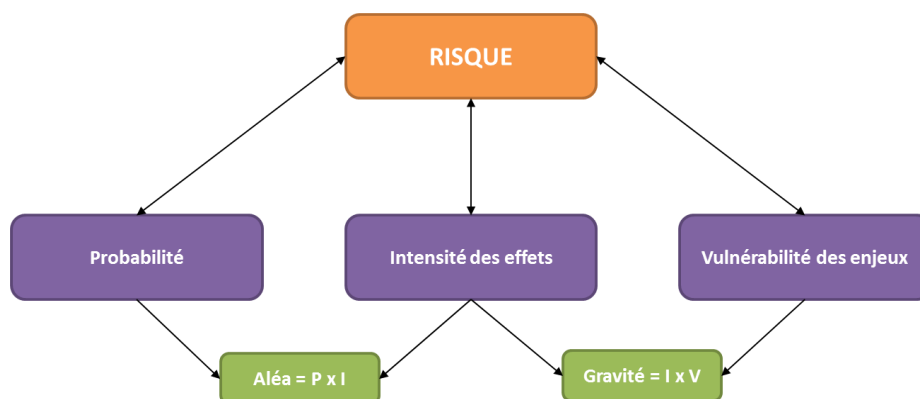 RISQUE
Probabilité
Intensité des effets
Vulnérabilité des enjeux
Aléa = P x I
Gravité = I x V